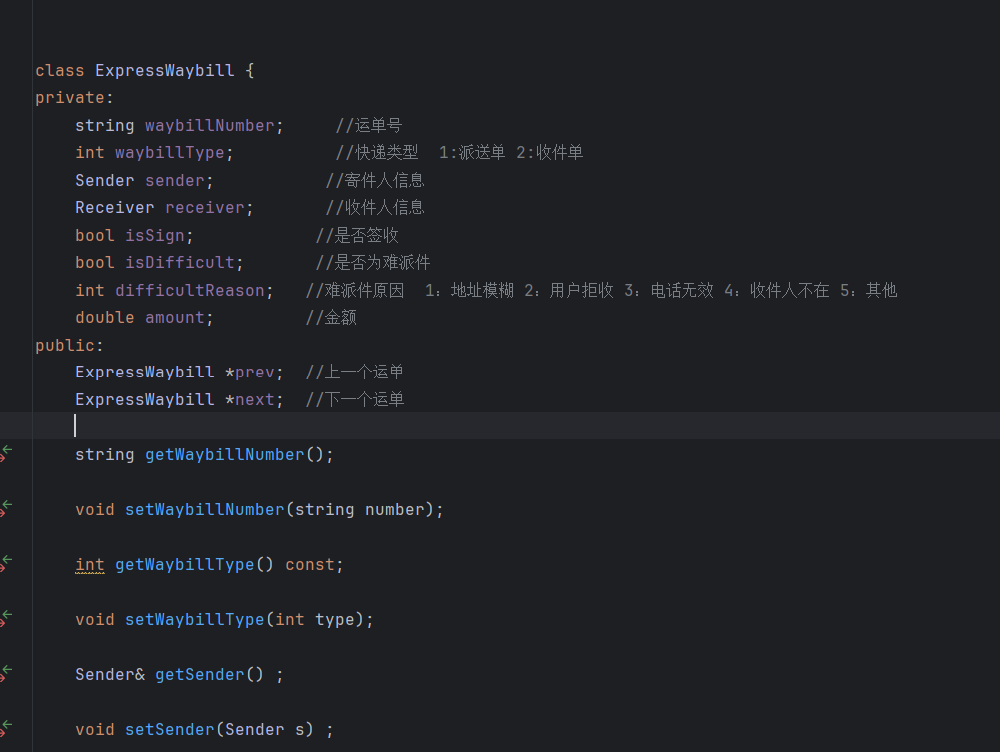 class ExpressWaybill {
private:
string waybillNumber; //运单号
int waybillType; //快递类型 1:派送单 2:收件单
Sender sender; //寄件人信息
Receiver receiver; //收件人信息
bool isSign; //是否签收
bool isDifficult; //是否为难派件
int difficultReason; //难派件原因 1：地址模糊 2：用户拒收 3：电话无效 4：收件人不在 5：其他
double amount; //金额
public:
ExpressWaybill *prev; //上一个运单
ExpressWaybill *next; //下一个运单
string getWaybillNumber();
void setWaybillNumber(string number);
int getWaybillType() const;
void setWaybillType(int type);
Sender& getSender() ;
void setSender(Sender s) ;